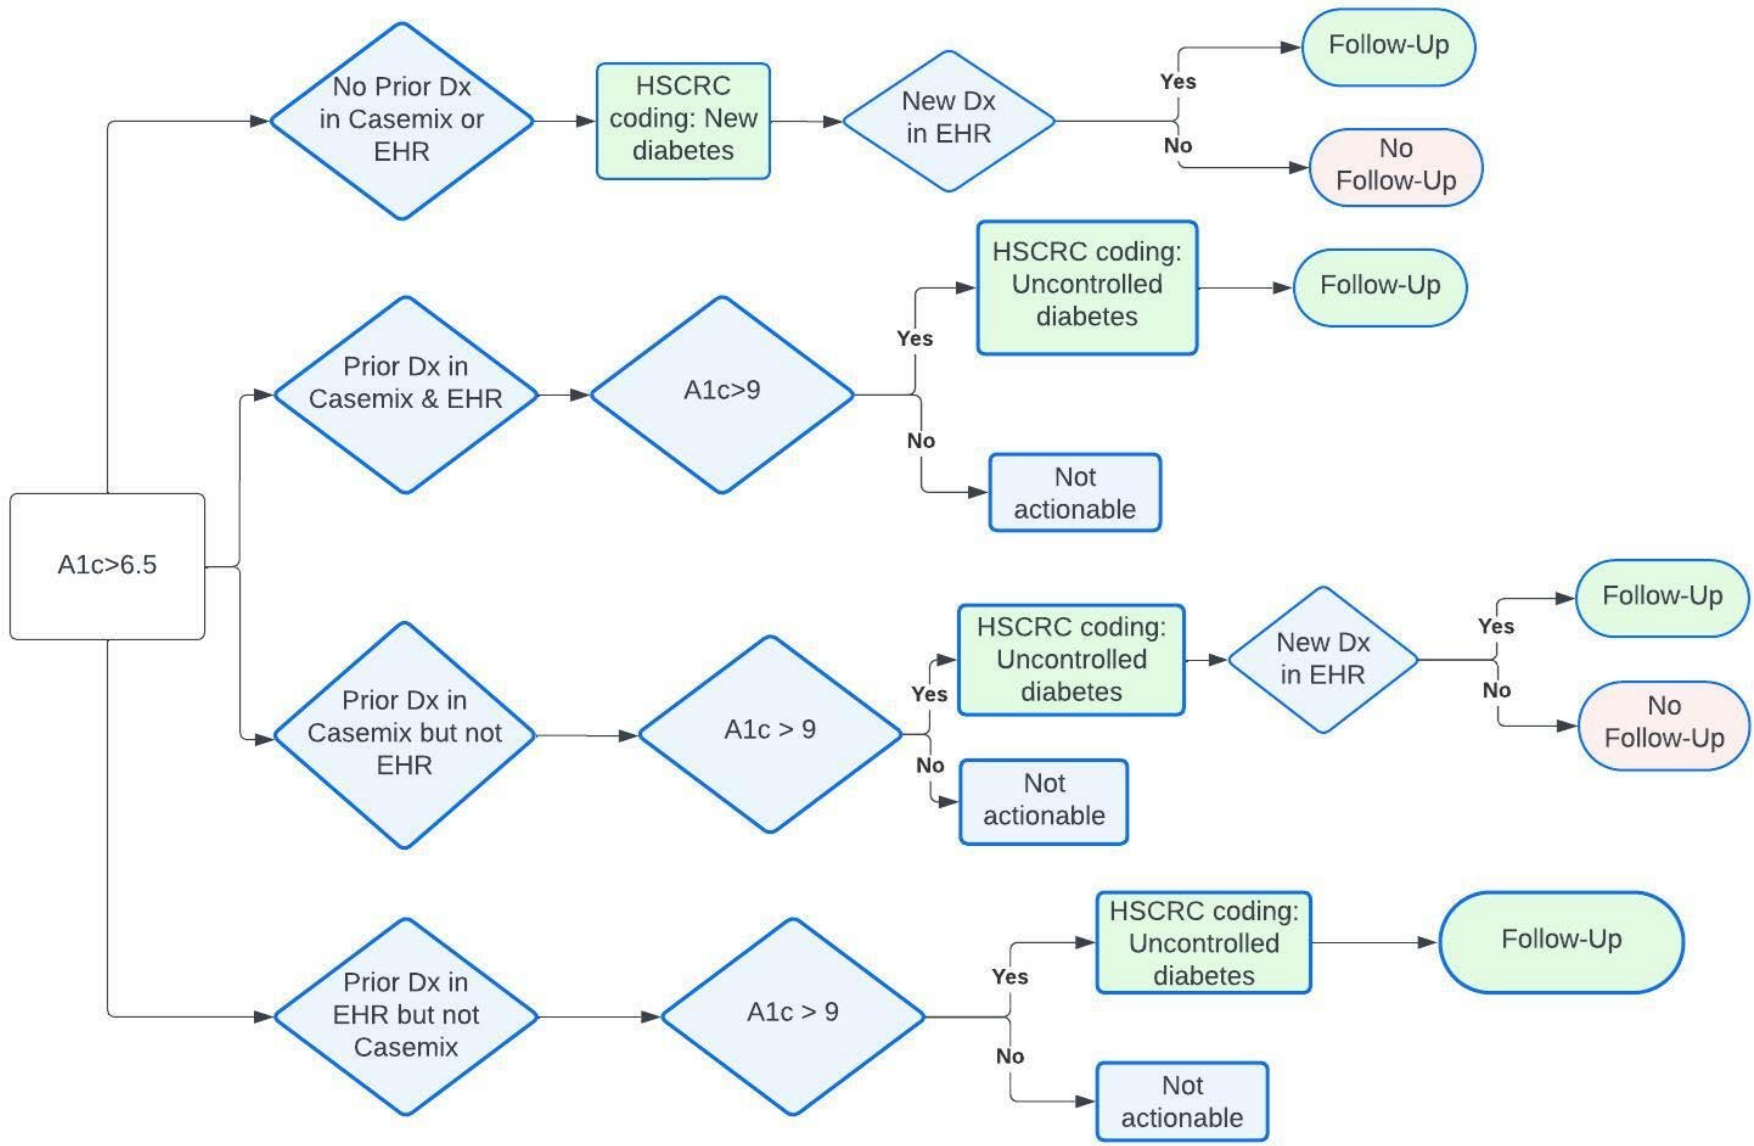 No Prior Dx
in Casemix or
EHR
HSCRC
coding: New
diabetes
New Dx
in EHR
Yes
Follow-Up
No
No
Follow-Up
Prior Dx in
Casemix & EHR
A1c>9
Yes
HSCRC coding:
Uncontrolled
diabetes
Follow-Up
No
Not
actionable
A1c>6.5
Prior Dx in
Casemix but not
EHR
A1c > 9
Yes
HSCRC coding:
Uncontrolled
diabetes
New Dx
in EHR
Yes
Follow-Up
No
No
Follow-Up
No
Not
actionable
Prior Dx in
EHR but not
Casemix
A1c > 9
Yes
HSCRC coding:
Uncontrolled
diabetes
Follow-Up
No
Not
actionable